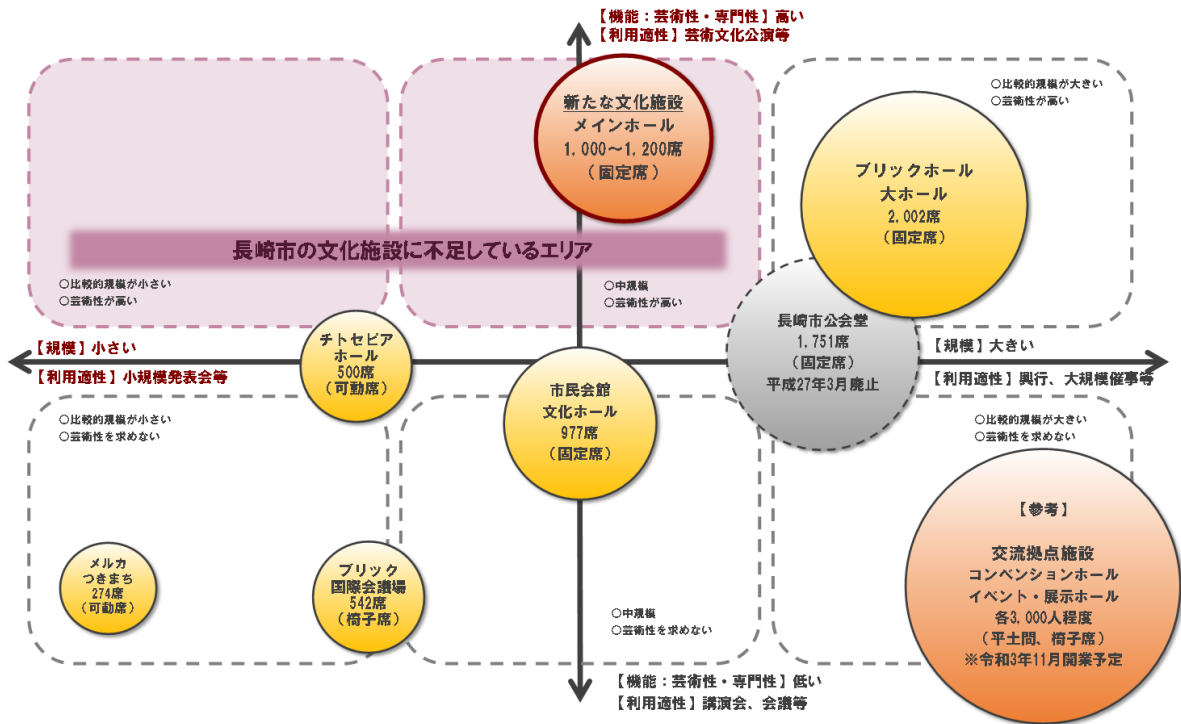 【機能：芸術性・専門性】高い
【利用適性】芸術文化公演等
○比較的規模が大きい
○芸術性が高い
新たな文化施設
メインホール
1,000～1,200席
（固定席）
ブリックホール
大ホール
2,002席
（固定席）
長崎市の文化施設に不足しているエリア
○比較的規模が小さい
○芸術性が高い
○中規模
○芸術性が高い
長崎市公会堂
1,751席
（固定席）
平成27年3月廃止
【規模】小さい
【利用適性】小規模発表会等
チトセピア
ホール
500席
（可動席）
【規模】大きい
【利用適性】興行、大規模催事等
市民会館
文化ホール
977席
（固定席）
○比較的規模が小さい
○芸術性を求めない
○比較的規模が大きい
○芸術性を求めない
メルカ
つきまち
274席
（可動席）
ブリック
国際会議場
542席
（椅子席）
○中規模
○芸術性を求めない
【参考】
交流拠点施設
コンベンションホール
イベント・展示ホール
各3,000人程度
（平土間、椅子席）
※令和3年11月開業予定
【機能：芸術性・専門性】低い
【利用適性】講演会、会議等